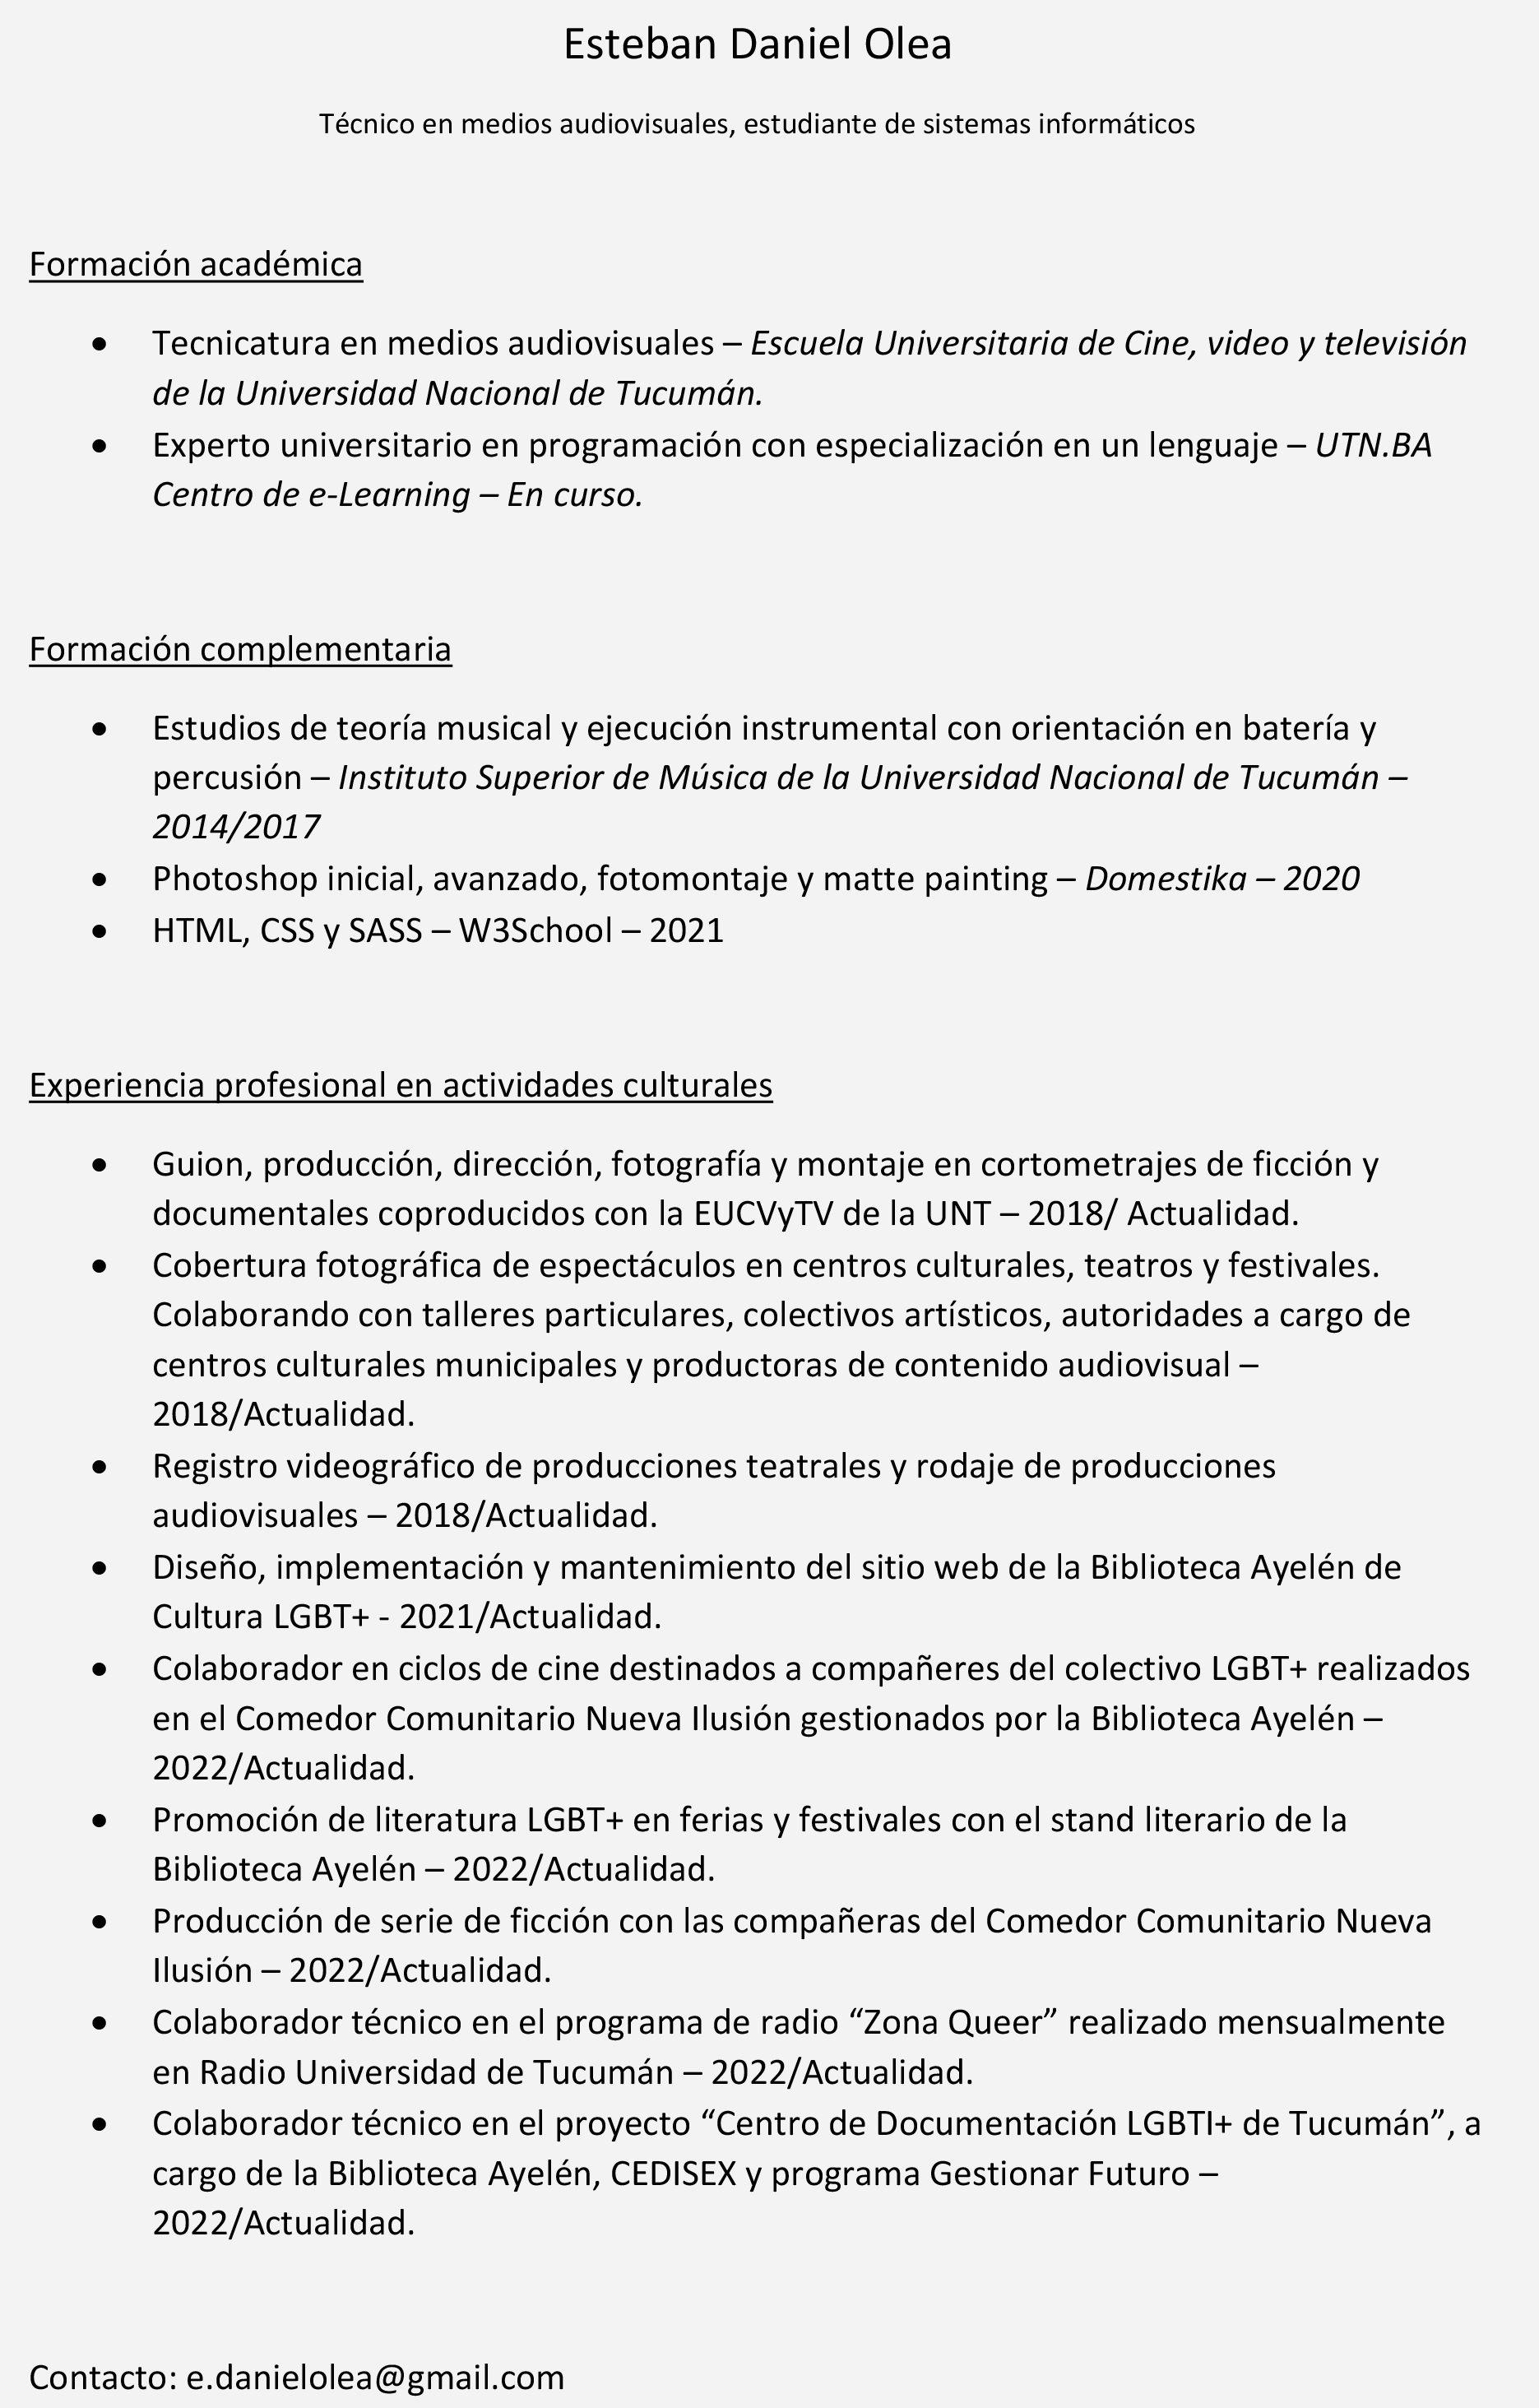 Esteban Daniel Olea
Técnico en medios audiovisuales, estudiante de sistemas informáticos
Formación académica
• Tecnicatura en medios audiovisuales – Escuela Universitaria de Cine, video y televisión
de la Universidad Nacional de Tucumán.
• Experto universitario en programación con especialización en un lenguaje – UTN.BA
Centro de e-Learning – En curso.
Formación complementaria
• Estudios de teoría musical y ejecución instrumental con orientación en batería y
percusión – Instituto Superior de Música de la Universidad Nacional de Tucumán –
2014/2017
• Photoshop inicial, avanzado, fotomontaje y matte painting – Domestika – 2020
• HTML, CSS y SASS – W3School – 2021
Experiencia profesional en actividades culturales
• Guion, producción, dirección, fotografía y montaje en cortometrajes de ficción y
documentales coproducidos con la EUCVyTV de la UNT – 2018/ Actualidad.
• Cobertura fotográfica de espectáculos en centros culturales, teatros y festivales.
Colaborando con talleres particulares, colectivos artísticos, autoridades a cargo de
centros culturales municipales y productoras de contenido audiovisual –
2018/Actualidad.
• Registro videográfico de producciones teatrales y rodaje de producciones
audiovisuales – 2018/Actualidad.
• Diseño, implementación y mantenimiento del sitio web de la Biblioteca Ayelén de
Cultura LGBT+ - 2021/Actualidad.
• Colaborador en ciclos de cine destinados a compañeres del colectivo LGBT+ realizados
en el Comedor Comunitario Nueva Ilusión gestionados por la Biblioteca Ayelén –
2022/Actualidad.
• Promoción de literatura LGBT+ en ferias y festivales con el stand literario de la
Biblioteca Ayelén – 2022/Actualidad.
• Producción de serie de ficción con las compañeras del Comedor Comunitario Nueva
Ilusión – 2022/Actualidad.
• Colaborador técnico en el programa de radio “Zona Queer” realizado mensualmente
en Radio Universidad de Tucumán – 2022/Actualidad.
• Colaborador técnico en el proyecto “Centro de Documentación LGBTI+ de Tucumán”, a
cargo de la Biblioteca Ayelén, CEDISEX y programa Gestionar Futuro –
2022/Actualidad.
Contacto: e.danielolea@gmail.com